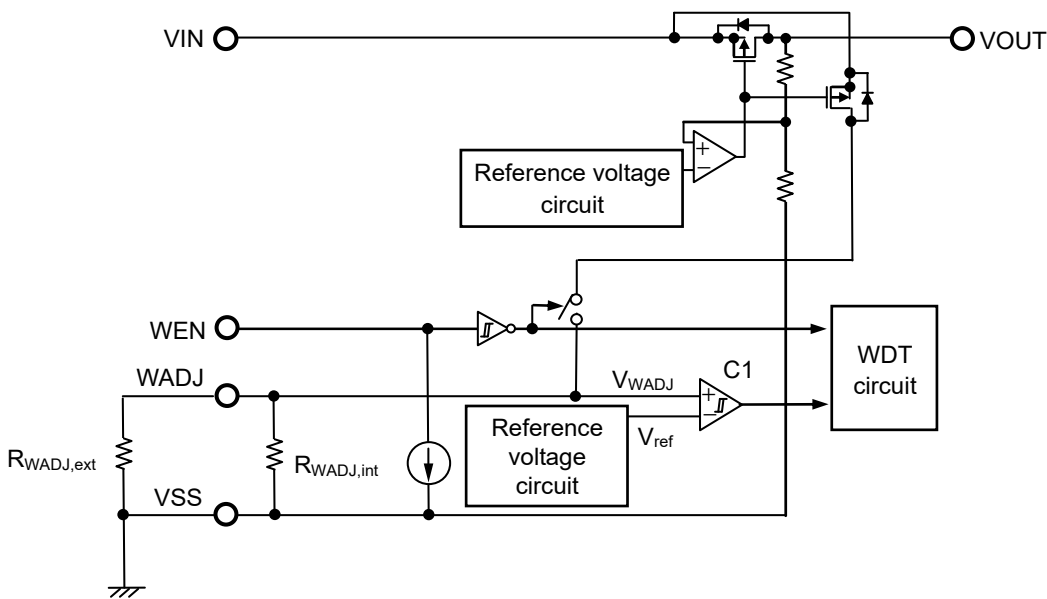 VIN
VOUT
Reference voltage
circuit
+
−
WEN
WADJ
VWADJ
C1
WDT
circuit
+
−
Reference
voltage
circuit
Vref
RWADJ,ext
RWADJ,int
VSS